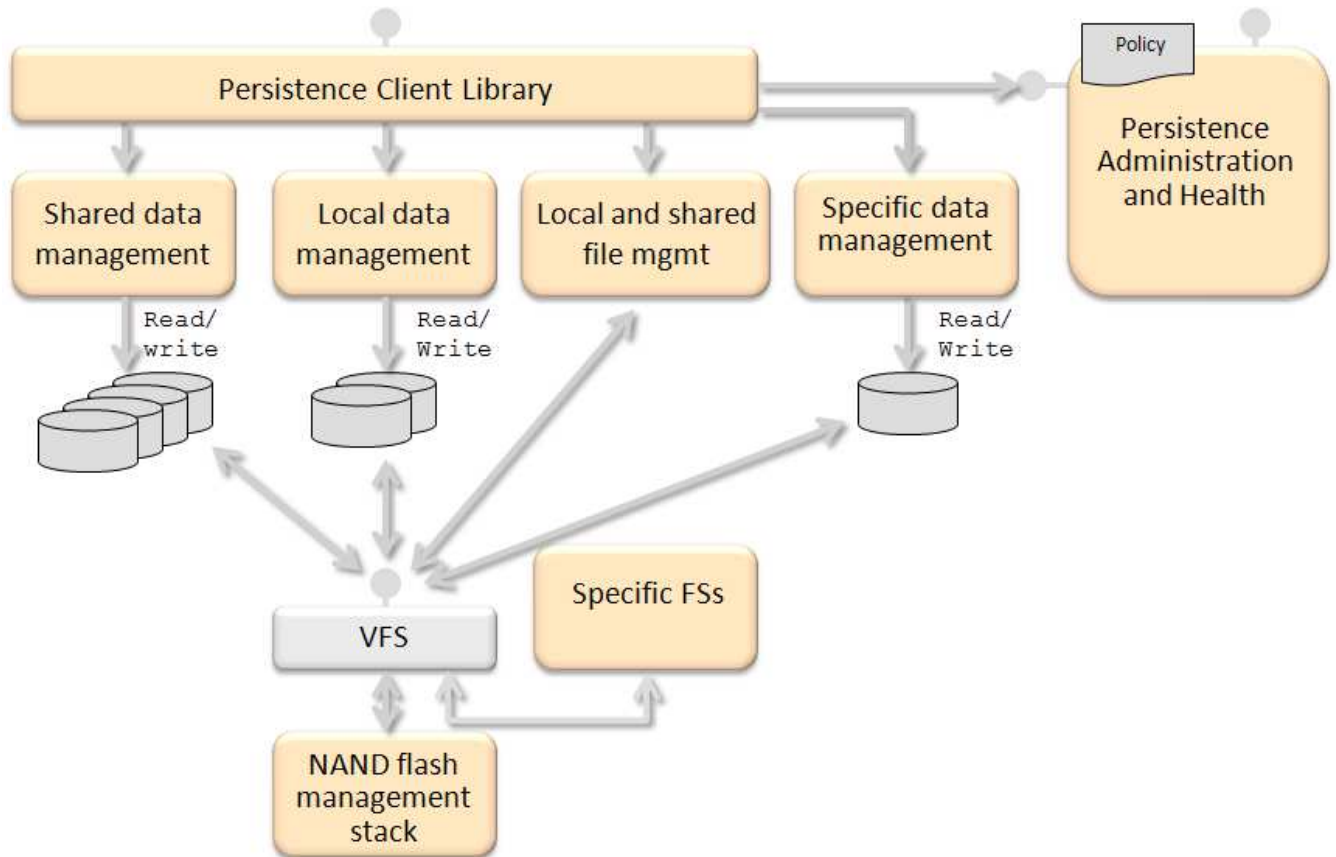 Policy
Persistence Client Library
Persistence
Administration
and Health
Shared data
management
Local data
management
Local and shared
file mgmt
Specific data
management
Read/
write
Read/
Write
Read/
Write
Specific FSs
VFS
NAND flash
management
stack